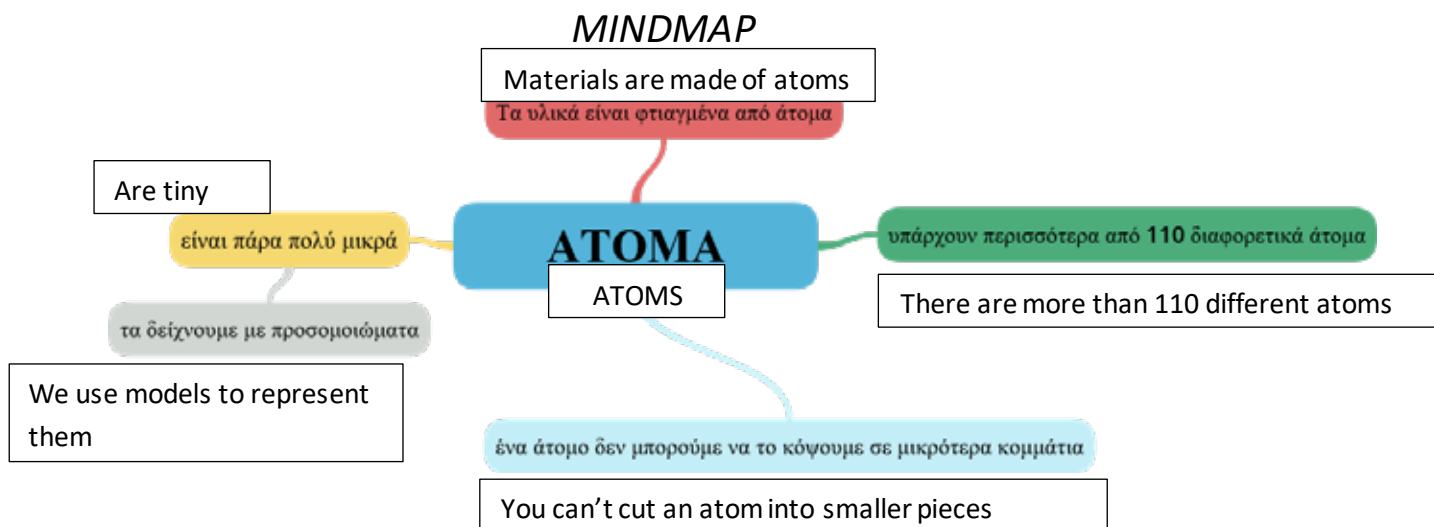 MINDMAP
Materials are made of atoms
Τα υλικά είναι φτιαγμένα από άτομα
Are tiny
είναι πάρα πολύ μικρά
ΑΤΟΜΑ
ATOMS
υπάρχουν περισσότερα από 110 διαφορετικά άτομα
There are more than 110 different atoms
τα δείχνουμε με προσομοιώματα
We use models to represent
them
ένα άτομο δεν μπορούμε να το κόψουμε σε μικρότερα κομμάτια
You can’t cut an atom into smaller pieces